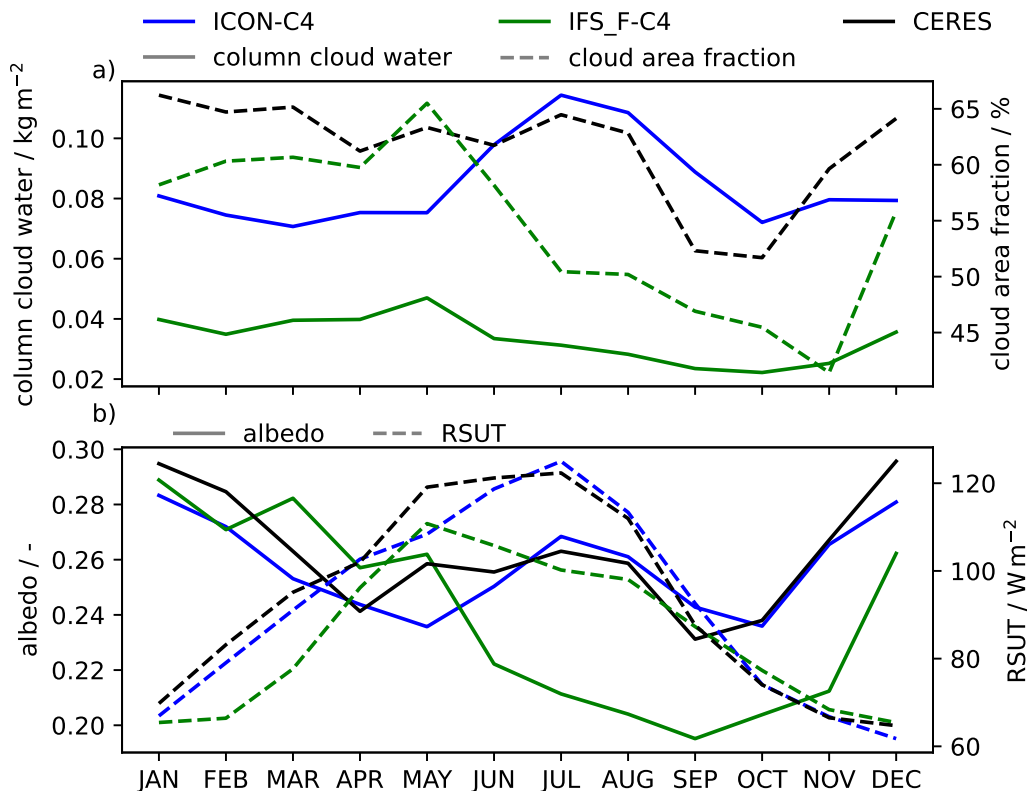 ICON-C4 IFS_F-C4 CERES
column cloud water cloud area fraction
a)
column cloud water / kg m⁻²
0.10
0.08
0.06
0.04
0.02
65
60
55
50
45
cloud area fraction / %
b)
albedo RSUT
albedo / -
0.30
0.28
0.26
0.24
0.22
0.20
120
100
80
60
RSUT / W m⁻²
JAN FEB MAR APR MAY JUN JUL AUG SEP OCT NOV DEC